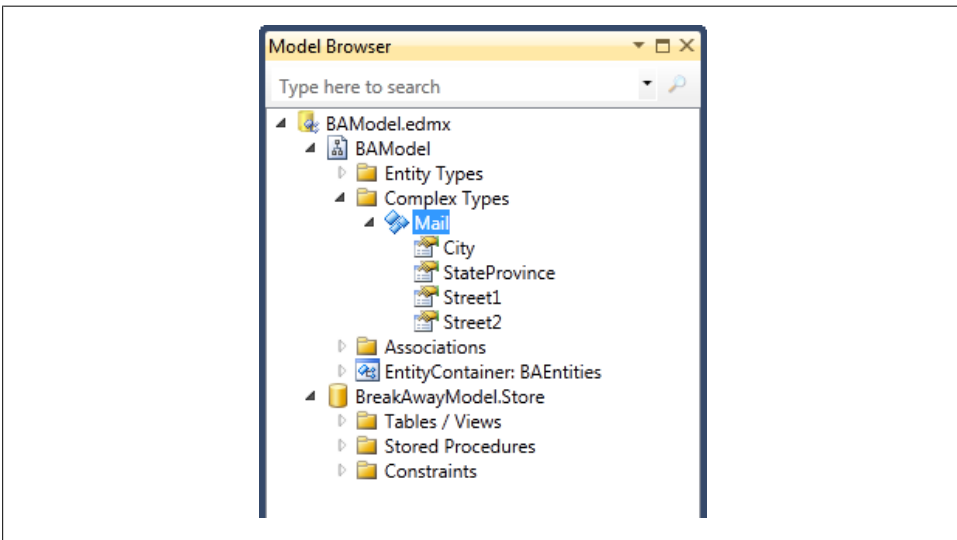 Model Browser
Type here to search
BAModel.edmx
BAModel
Entity Types
Complex Types
Mail
City
StateProvince
Street1
Street2
Associations
EntityContainer: BAEntities
BreakAwayModel.Store
Tables / Views
Stored Procedures
Constraints